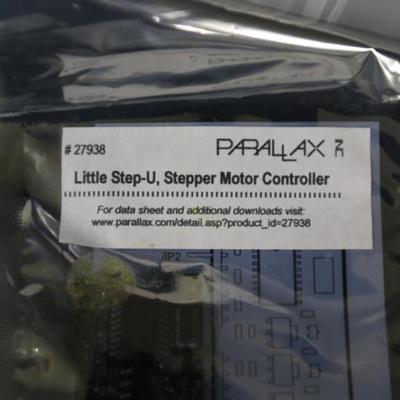 # 27938 PARALLAX
Little Step-U, Stepper Motor Controller
For data sheet and additional downloads visit:
www.parallax.com/detail.asp?product_id=27938
/IP2